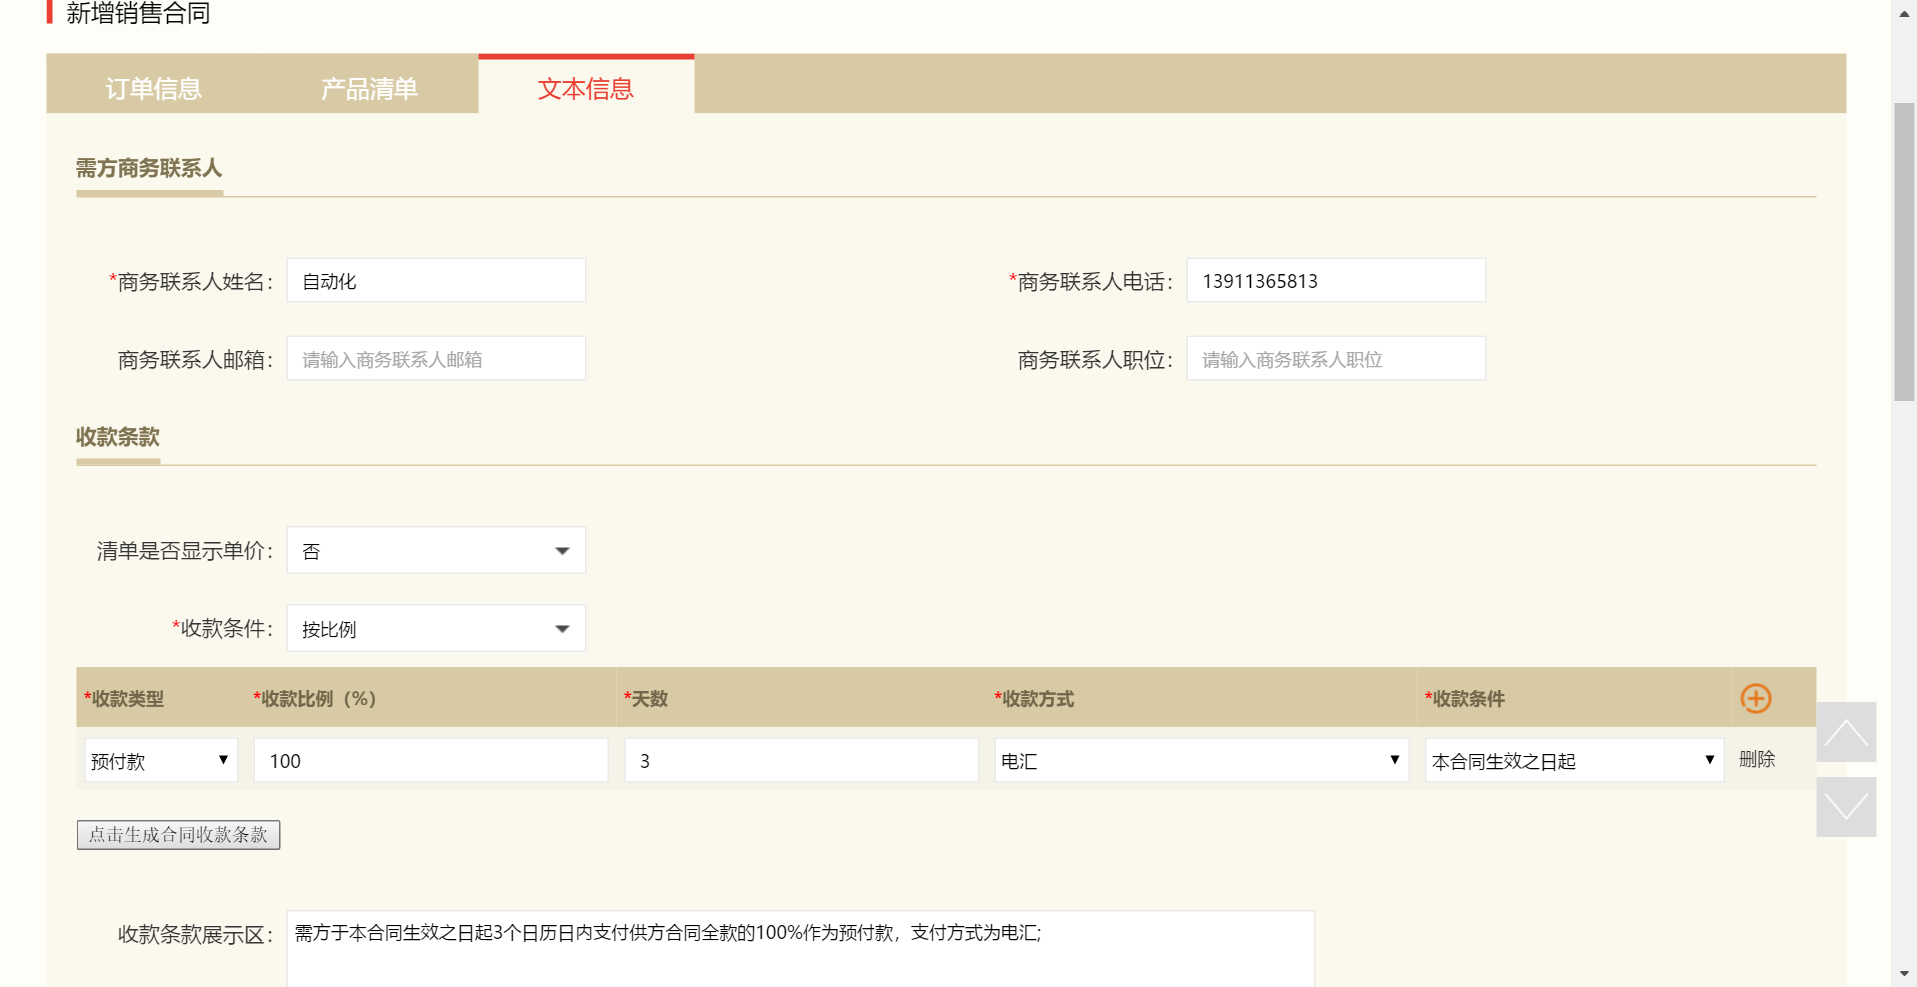 新增销售合同
订单信息 产品清单 文本信息
需方商务联系人
*商务联系人姓名: 自动化 *商务联系人电话: 13911365813
商务联系人邮箱: 请输入商务联系人邮箱 商务联系人职位: 请输入商务联系人职位
收款条款
清单是否显示单价: 否
*收款条件: 按比例
*收款类型 *收款比例（%） *天数 *收款方式 *收款条件
预付款 100 3 电汇 本合同生效之日起 删除
点击生成合同收款条款
收款条款展示区: 需方于本合同生效之日起3个日历日内支付供方合同全款的100%作为预付款，支付方式为电汇;